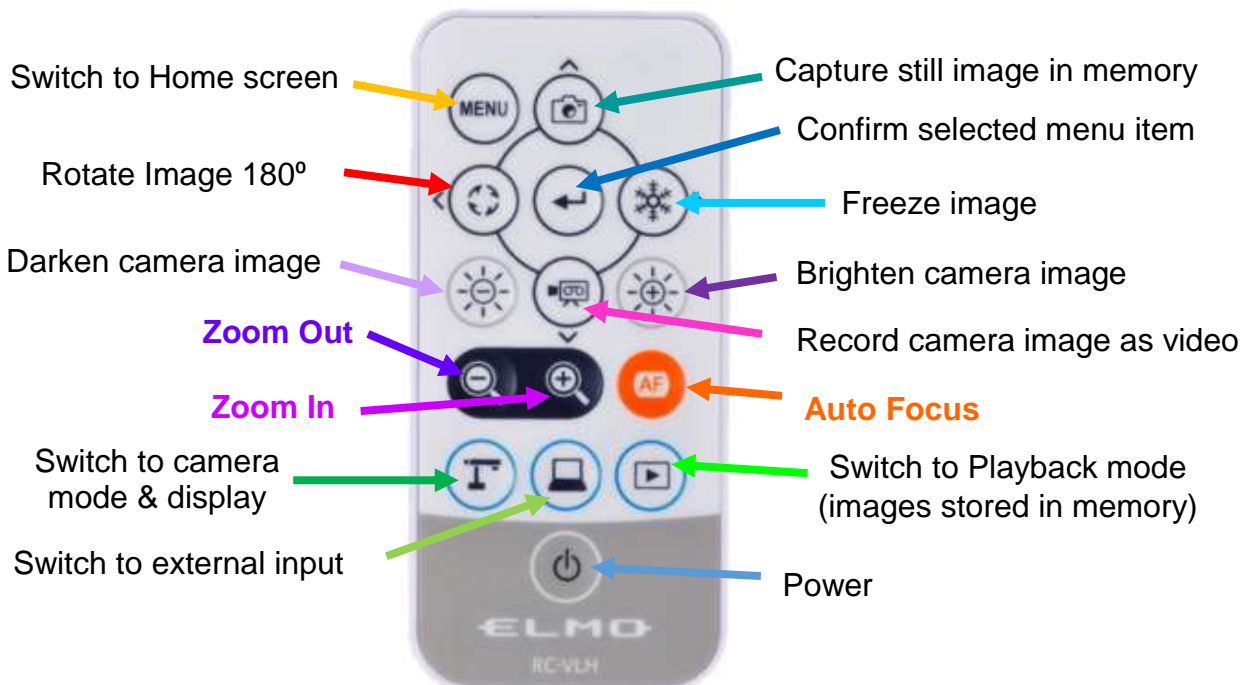 Switch to Home screen
Capture still image in memory
MENU
Confirm selected menu item
Rotate Image 180º
Freeze image
Darken camera image
Brighten camera image
Zoom Out
Record camera image as video
AF
Zoom In
Auto Focus
Switch to camera
mode & display
Switch to Playback mode
(images stored in memory)
Switch to external input
Power
ELMO
RC-VLH